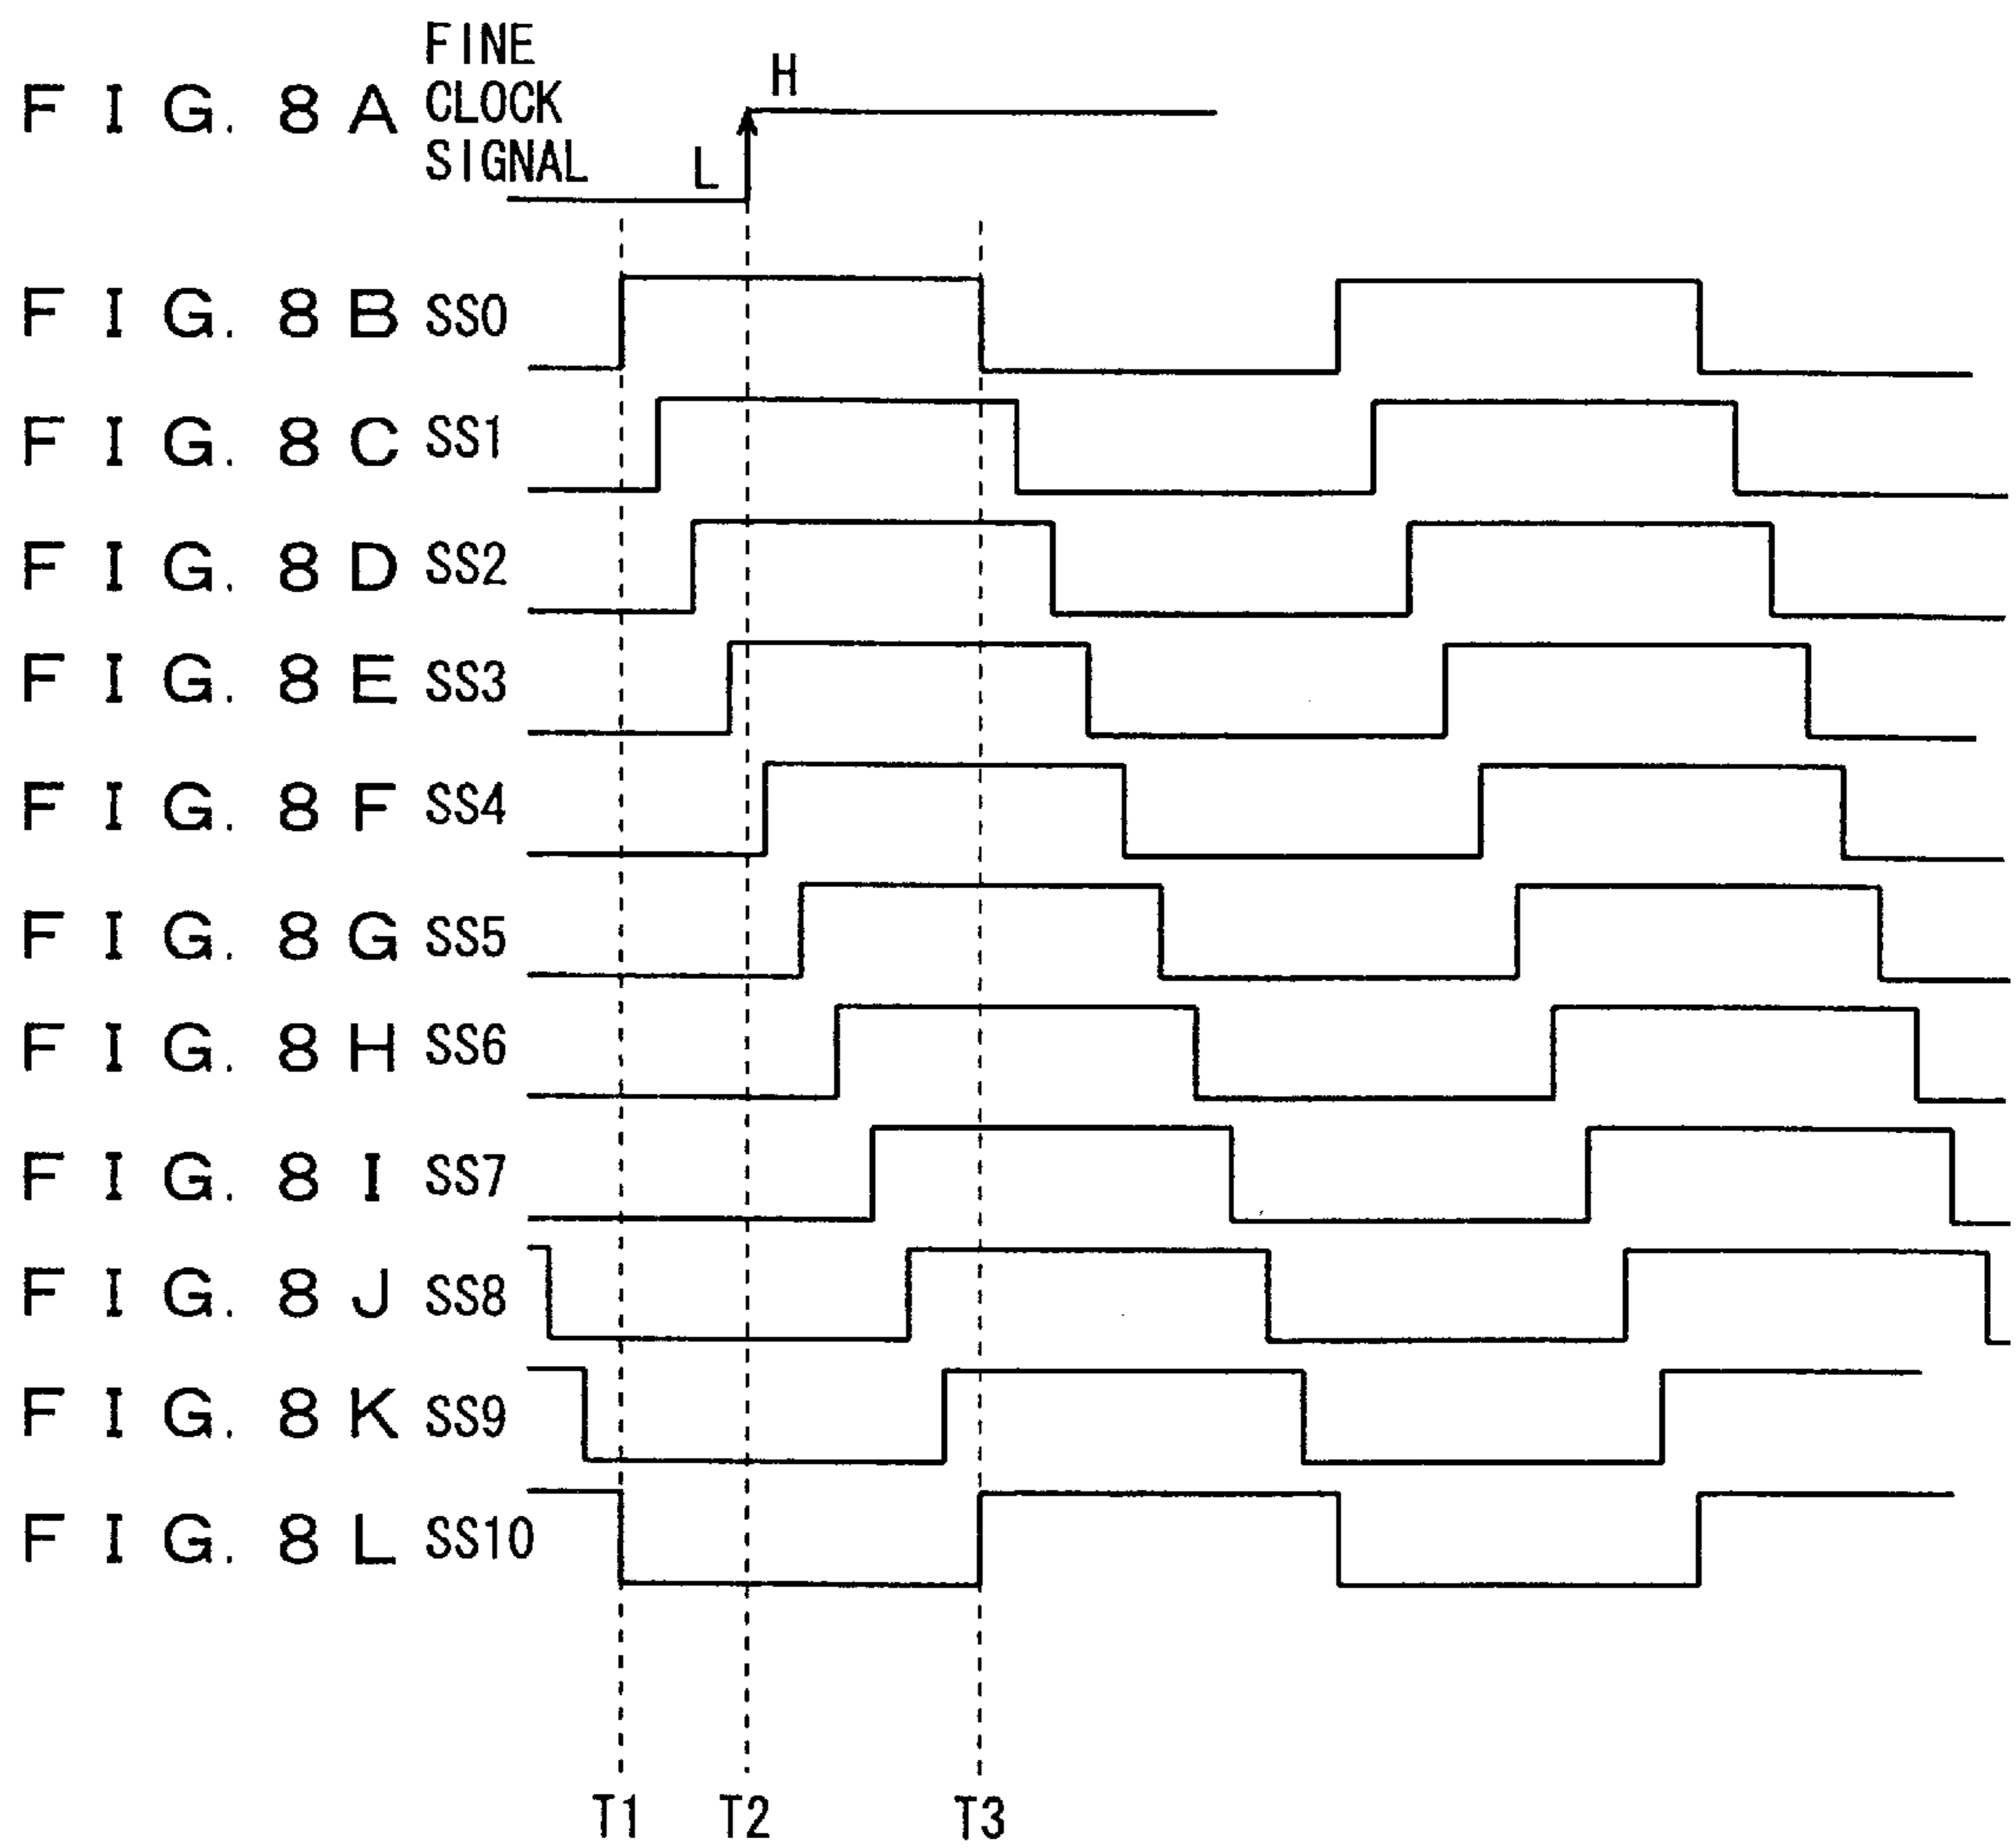 FIG. 8A FINE
CLOCK
SIGNAL
H
L
FIG. 8B SS0
FIG. 8C SS1
FIG. 8D SS2
FIG. 8E SS3
FIG. 8F SS4
FIG. 8G SS5
FIG. 8H SS6
FIG. 8I SS7
FIG. 8J SS8
FIG. 8K SS9
FIG. 8L SS10
T1 T2 T3